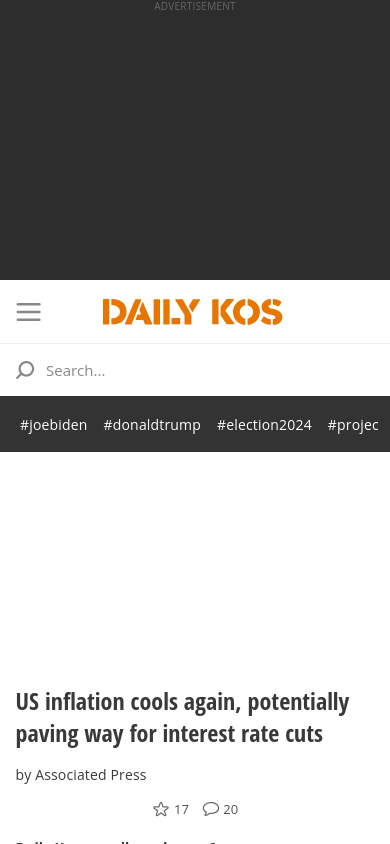 ADVERTISEMENT
DAILY KOS
Search...
#joebiden #donaldtrump #election2024 #projec
US inflation cools again, potentially
paving way for interest rate cuts
by Associated Press
17 20